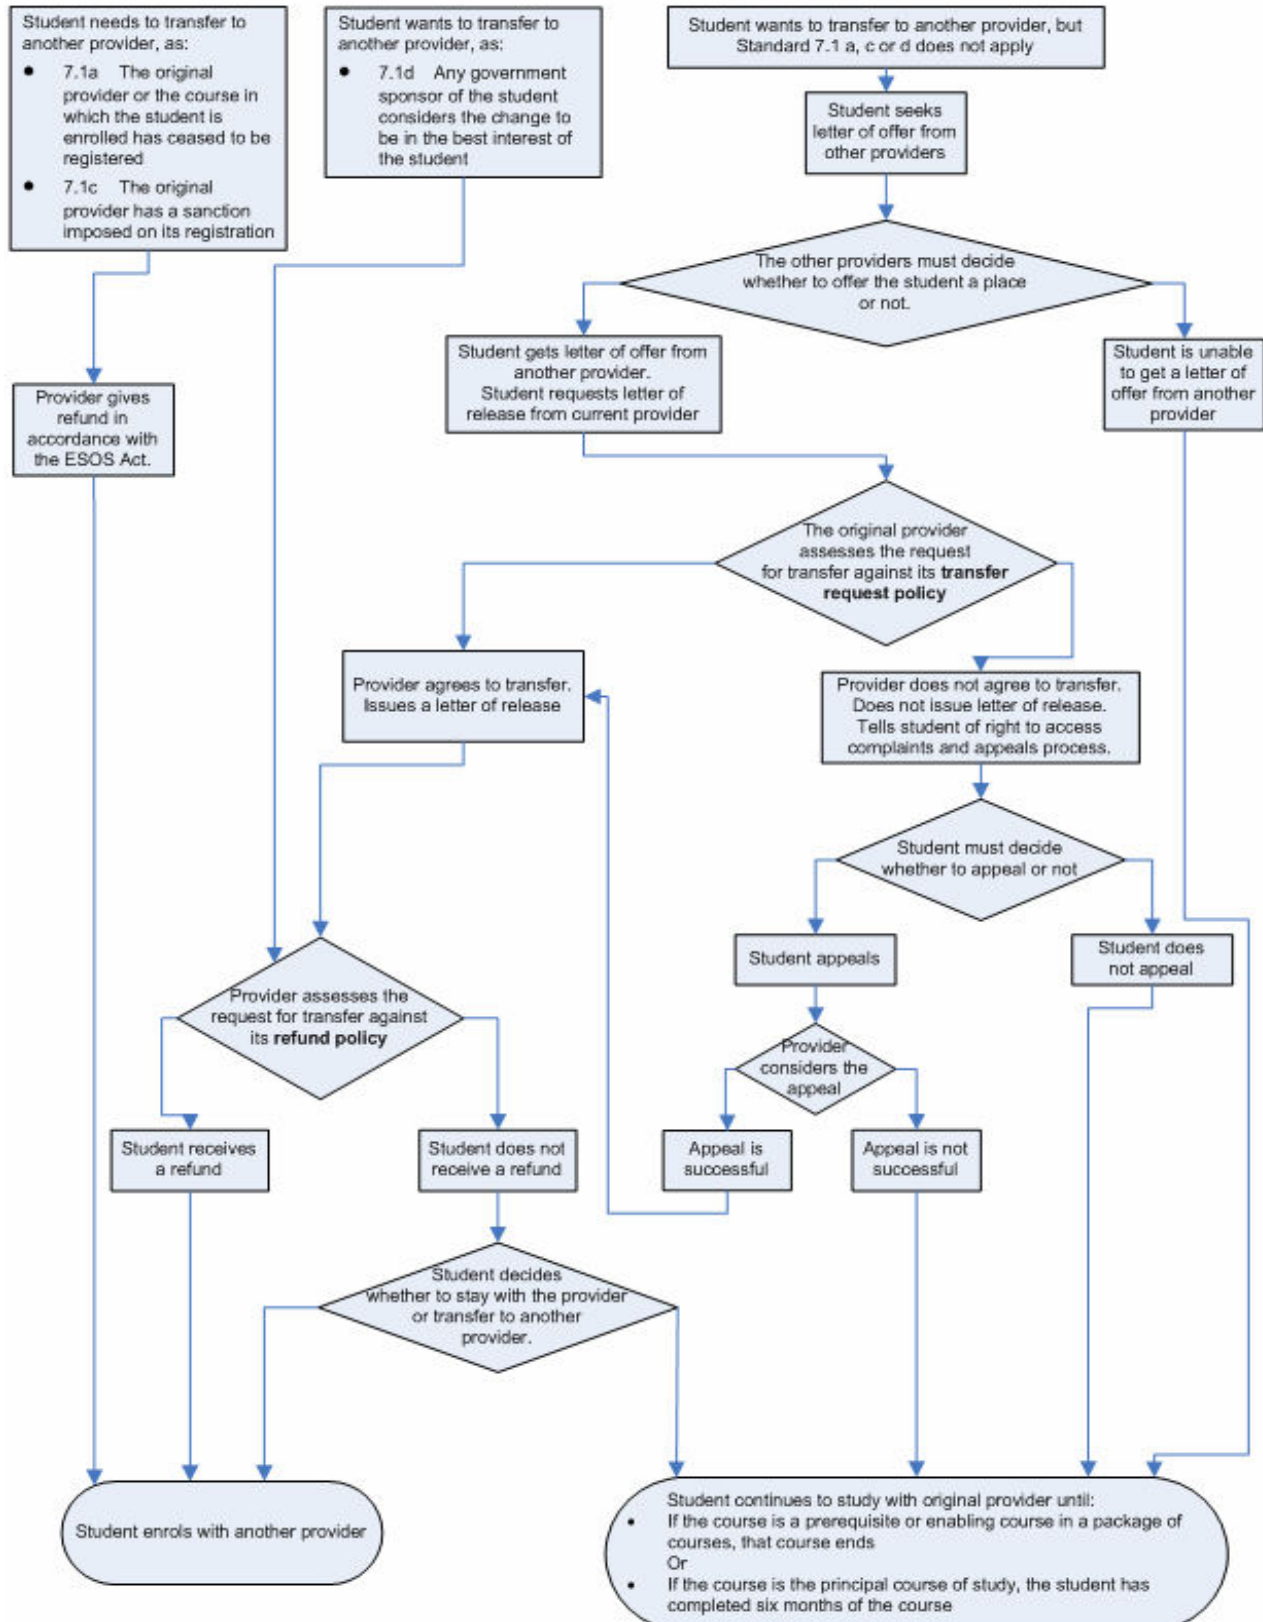 Student needs to transfer to
another provider, as:
● 7.1a The original
provider or the course in
which the student is
enrolled has ceased to be
registered
● 7.1c The original
provider has a sanction
imposed on its registration
Student wants to transfer to
another provider, as:
● 7.1d Any government
sponsor of the student
considers the change to
be in the best interest of
the student
Student wants to transfer to another provider, but
Standard 7.1 a, c or d does not apply
Student seeks
letter of offer from
other providers
The other providers must decide
whether to offer the student a place
or not.
Student gets letter of offer from
another provider.
Student requests letter of
release from current provider
Student is unable
to get a letter of
offer from another
provider
Provider gives
refund in
accordance with
the ESOS Act.
The original provider
assesses the request
for transfer against its transfer
request policy
Provider agrees to transfer.
Issues a letter of release
Provider does not agree to transfer.
Does not issue letter of release.
Tells student of right to access
complaints and appeals process.
Student must decide
whether to appeal or not
Student appeals
Student does
not appeal
Provider assesses the
request for transfer against
its refund policy
Provider
considers the
appeal
Student receives
a refund
Student does not
receive a refund
Appeal is
successful
Appeal is not
successful
Student decides
whether to stay with the provider
or transfer to another
provider.
Student enrols with another provider
Student continues to study with original provider until:
● If the course is a prerequisite or enabling course in a package of
courses, that course ends
Or
● If the course is the principal course of study, the student has
completed six months of the course